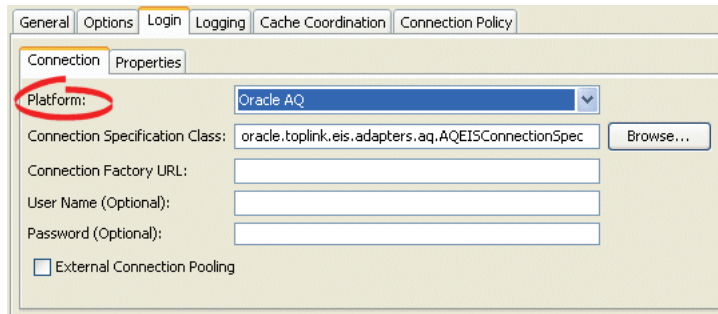 General Options Login Logging Cache Coordination Connection Policy
Connection Properties
Platform: Oracle AQ
Connection Specification Class: oracle.toplink.eis.adapters.aq.AQEISConnectionSpec Browse...
Connection Factory URL:
User Name (Optional):
Password (Optional):
External Connection Pooling